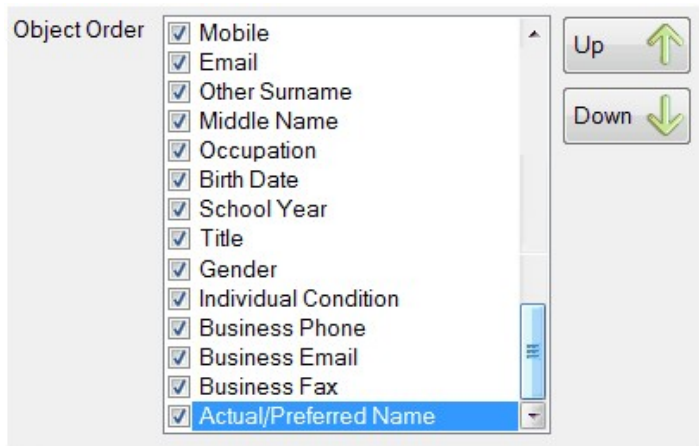 Object Order
Mobile
Email
Other Surname
Middle Name
Occupation
Birth Date
School Year
Title
Gender
Individual Condition
Business Phone
Business Email
Business Fax
Actual/Preferred Name
Up
Down